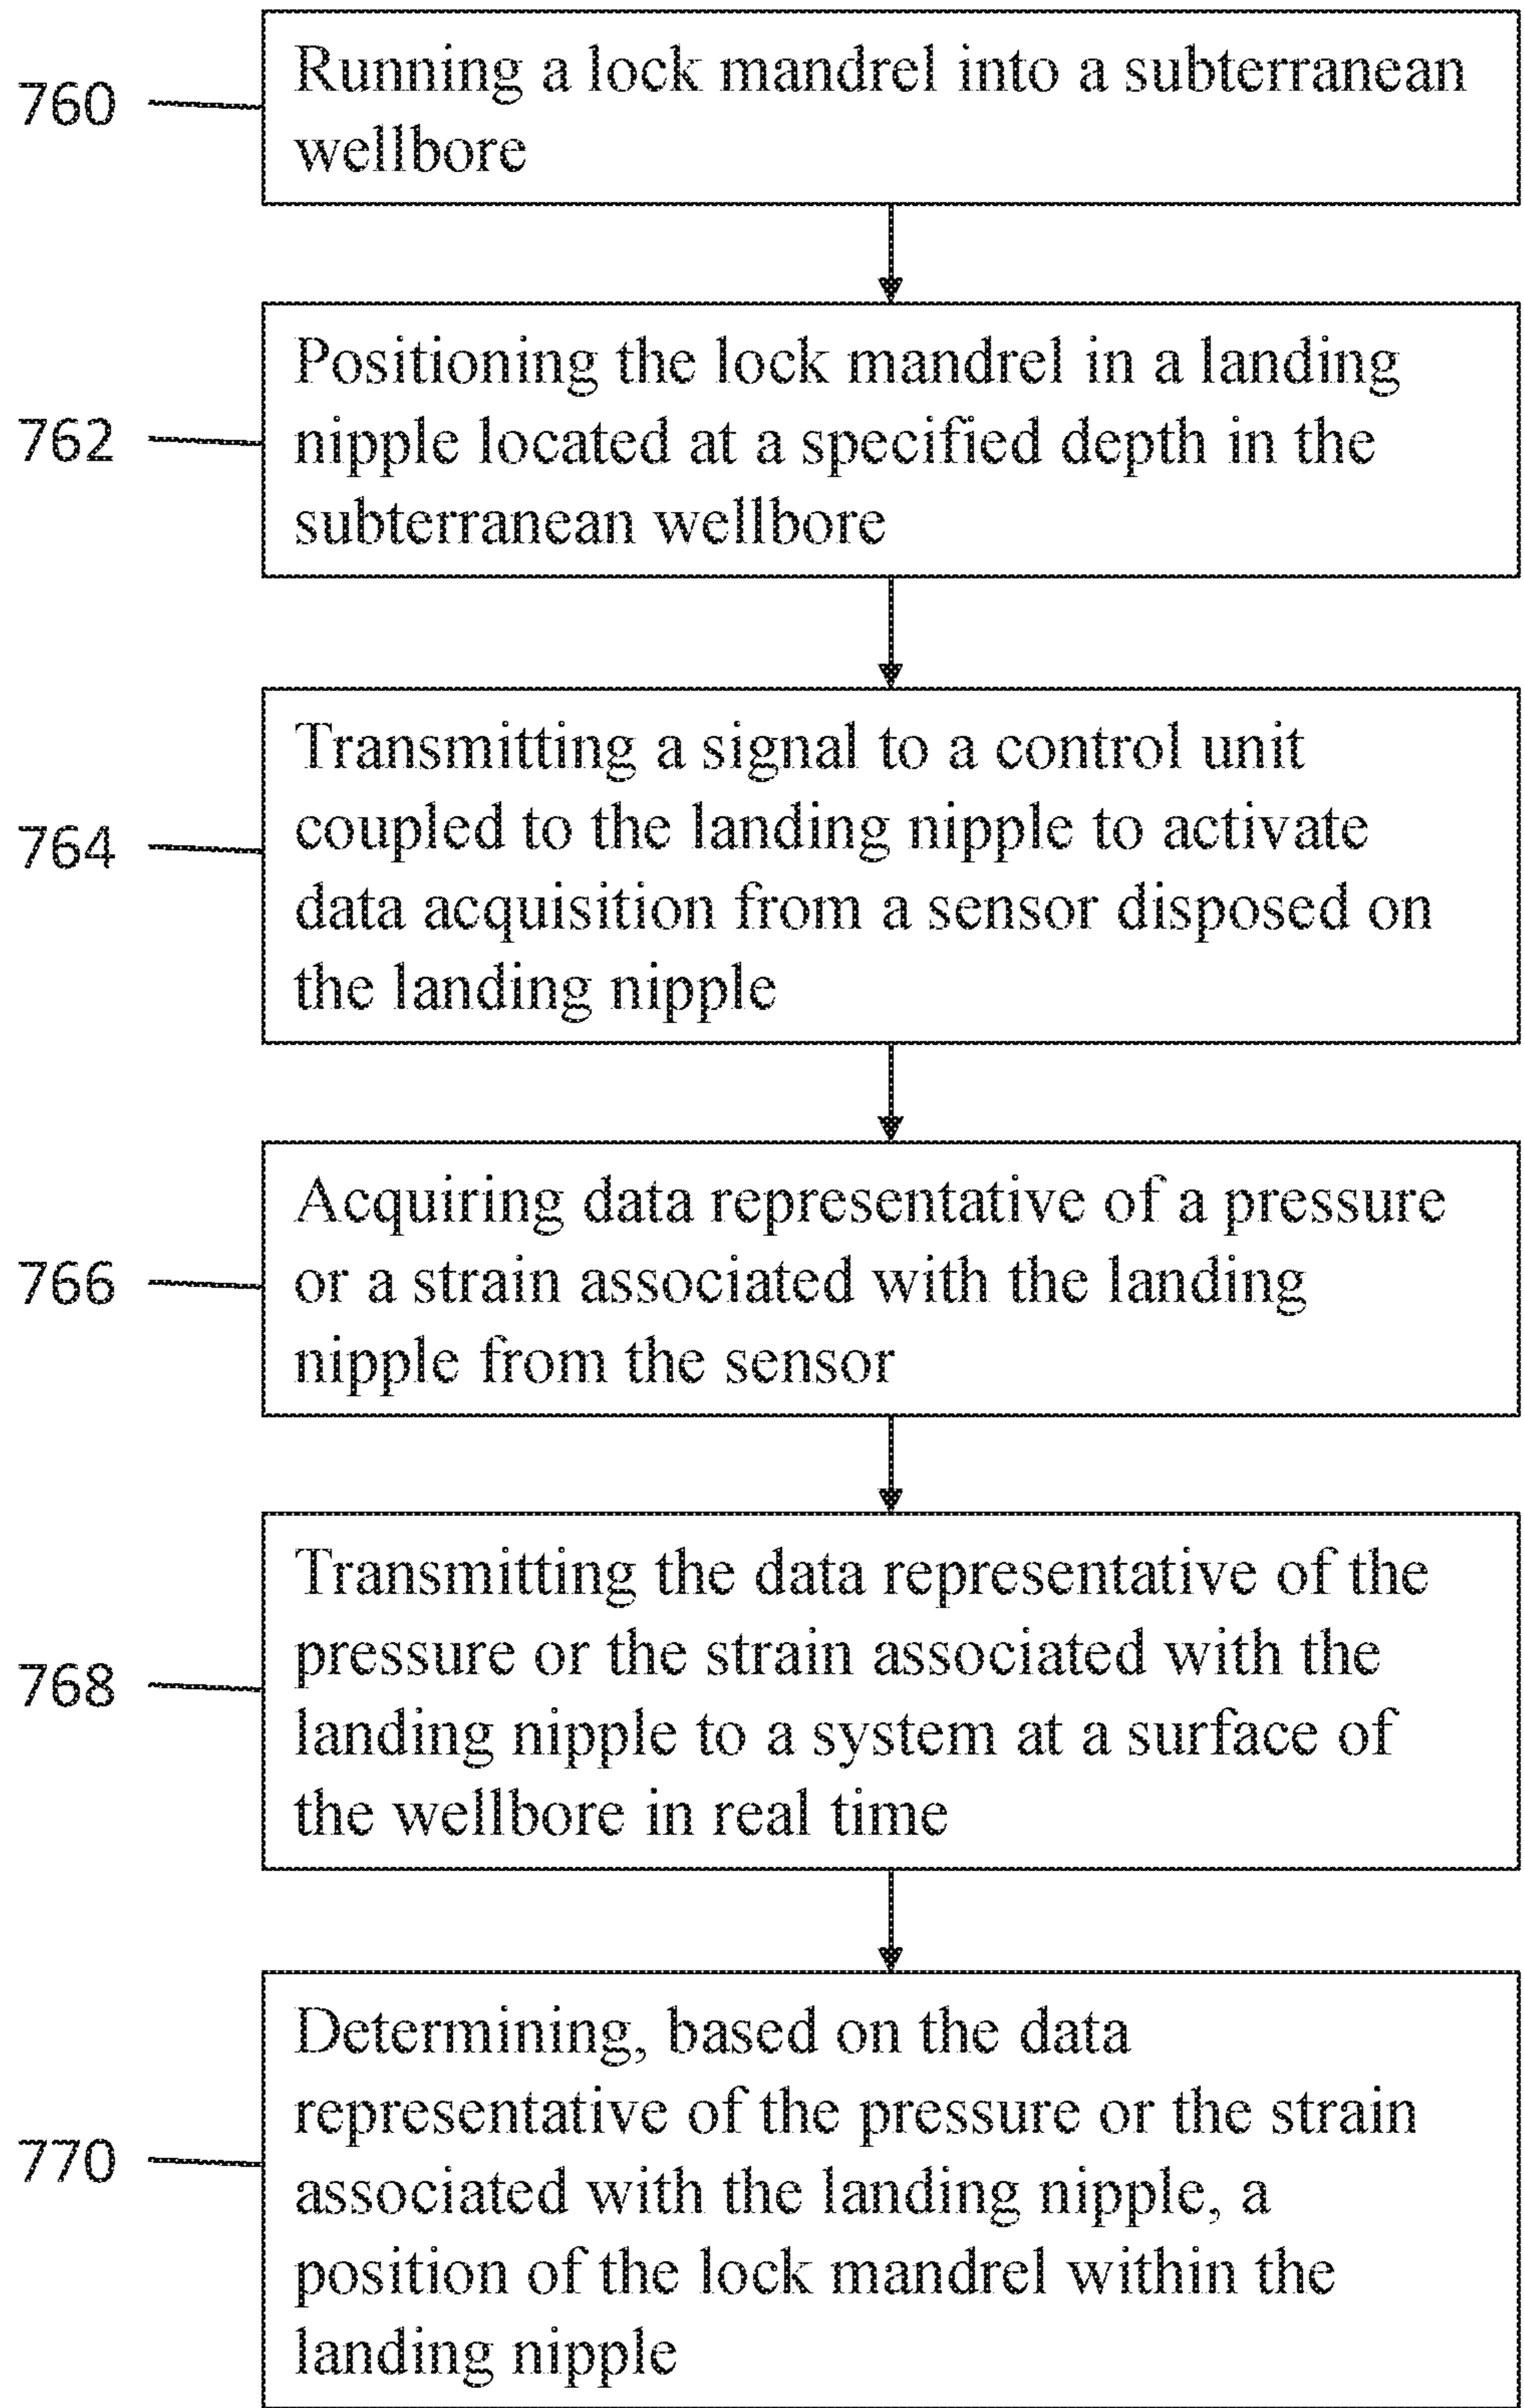 760
Running a lock mandrel into a subterranean
wellbore
762
Positioning the lock mandrel in a landing
nipple located at a specified depth in the
subterranean wellbore
764
Transmitting a signal to a control unit
coupled to the landing nipple to activate
data acquisition from a sensor disposed on
the landing nipple
766
Acquiring data representative of a pressure
or a strain associated with the landing
nipple from the sensor
768
Transmitting the data representative of the
pressure or the strain associated with the
landing nipple to a system at a surface of
the wellbore in real time
770
Determining, based on the data
representative of the pressure or the strain
associated with the landing nipple, a
position of the lock mandrel within the
landing nipple